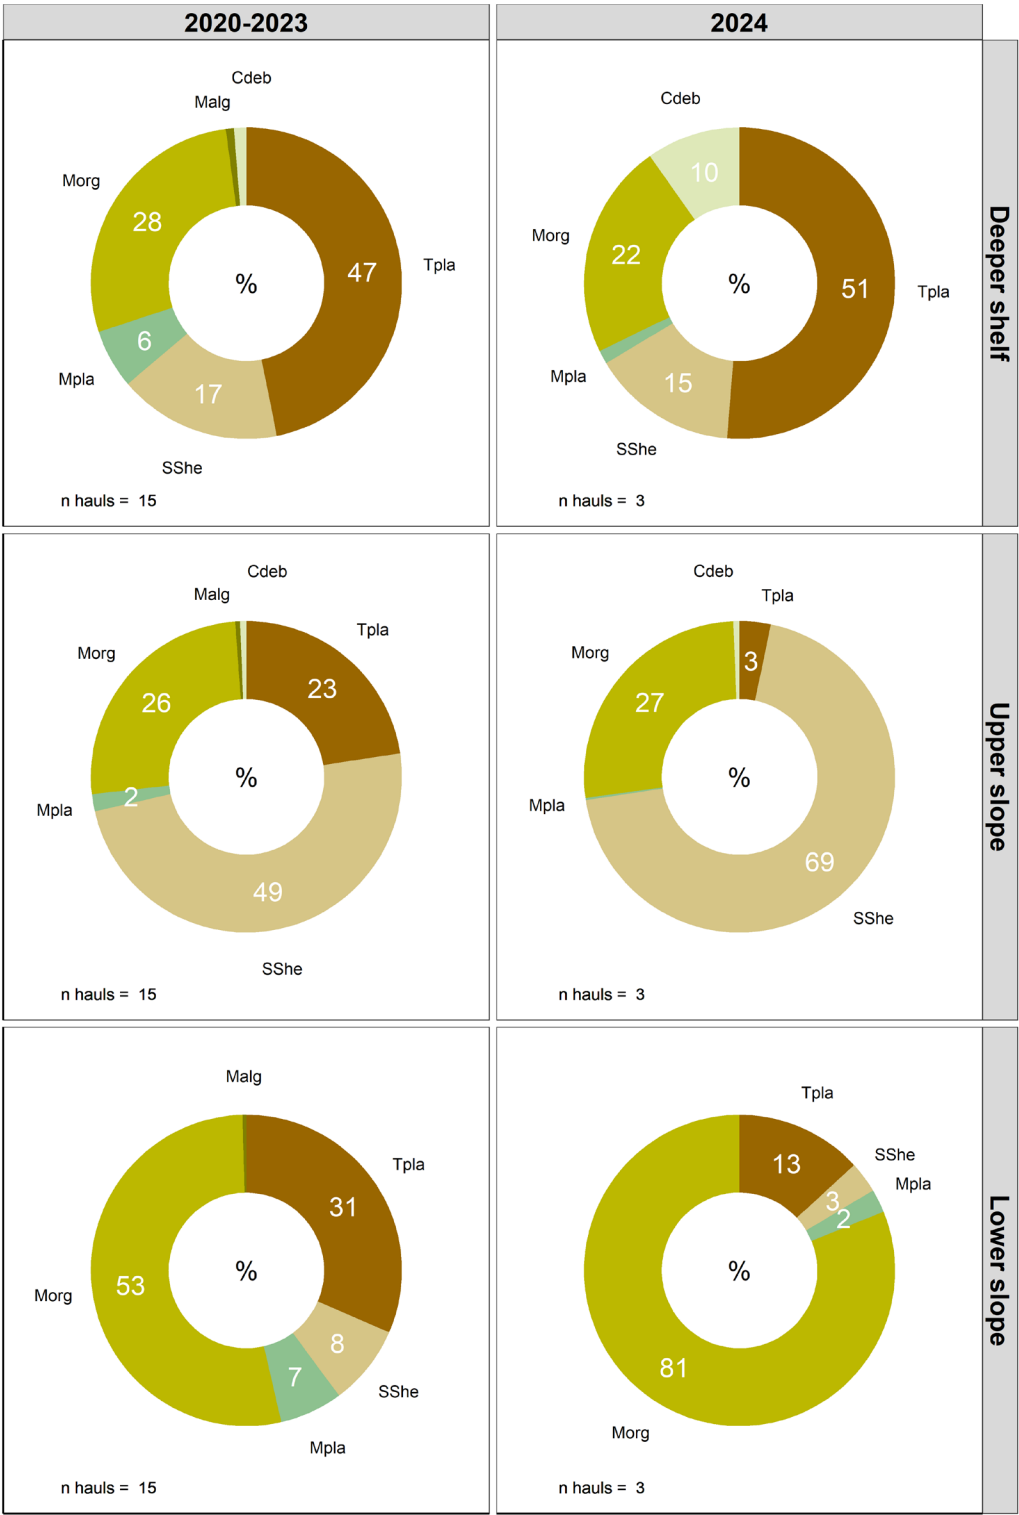 2020-2023
2024
Cdeb
Malg
Morg
28
47
Tpla
%
6
Mpla
17
SShe
n hauls = 15
Cdeb
10
Morg
22
51
Tpla
%
Mpla
15
SShe
n hauls = 3
Deeper shelf
Cdeb
Malg
Tpla
Morg
23
26
%
2
Mpla
49
SShe
n hauls = 15
Cdeb
Tpla
Morg
3
27
%
Mpla
69
SShe
n hauls = 3
Upper slope
Malg
Tpla
31
%
53
Morg
8
7
SShe
Mpla
n hauls = 15
Tpla
13
SShe
Mpla
3
2
%
81
Morg
n hauls = 3
Lower slope